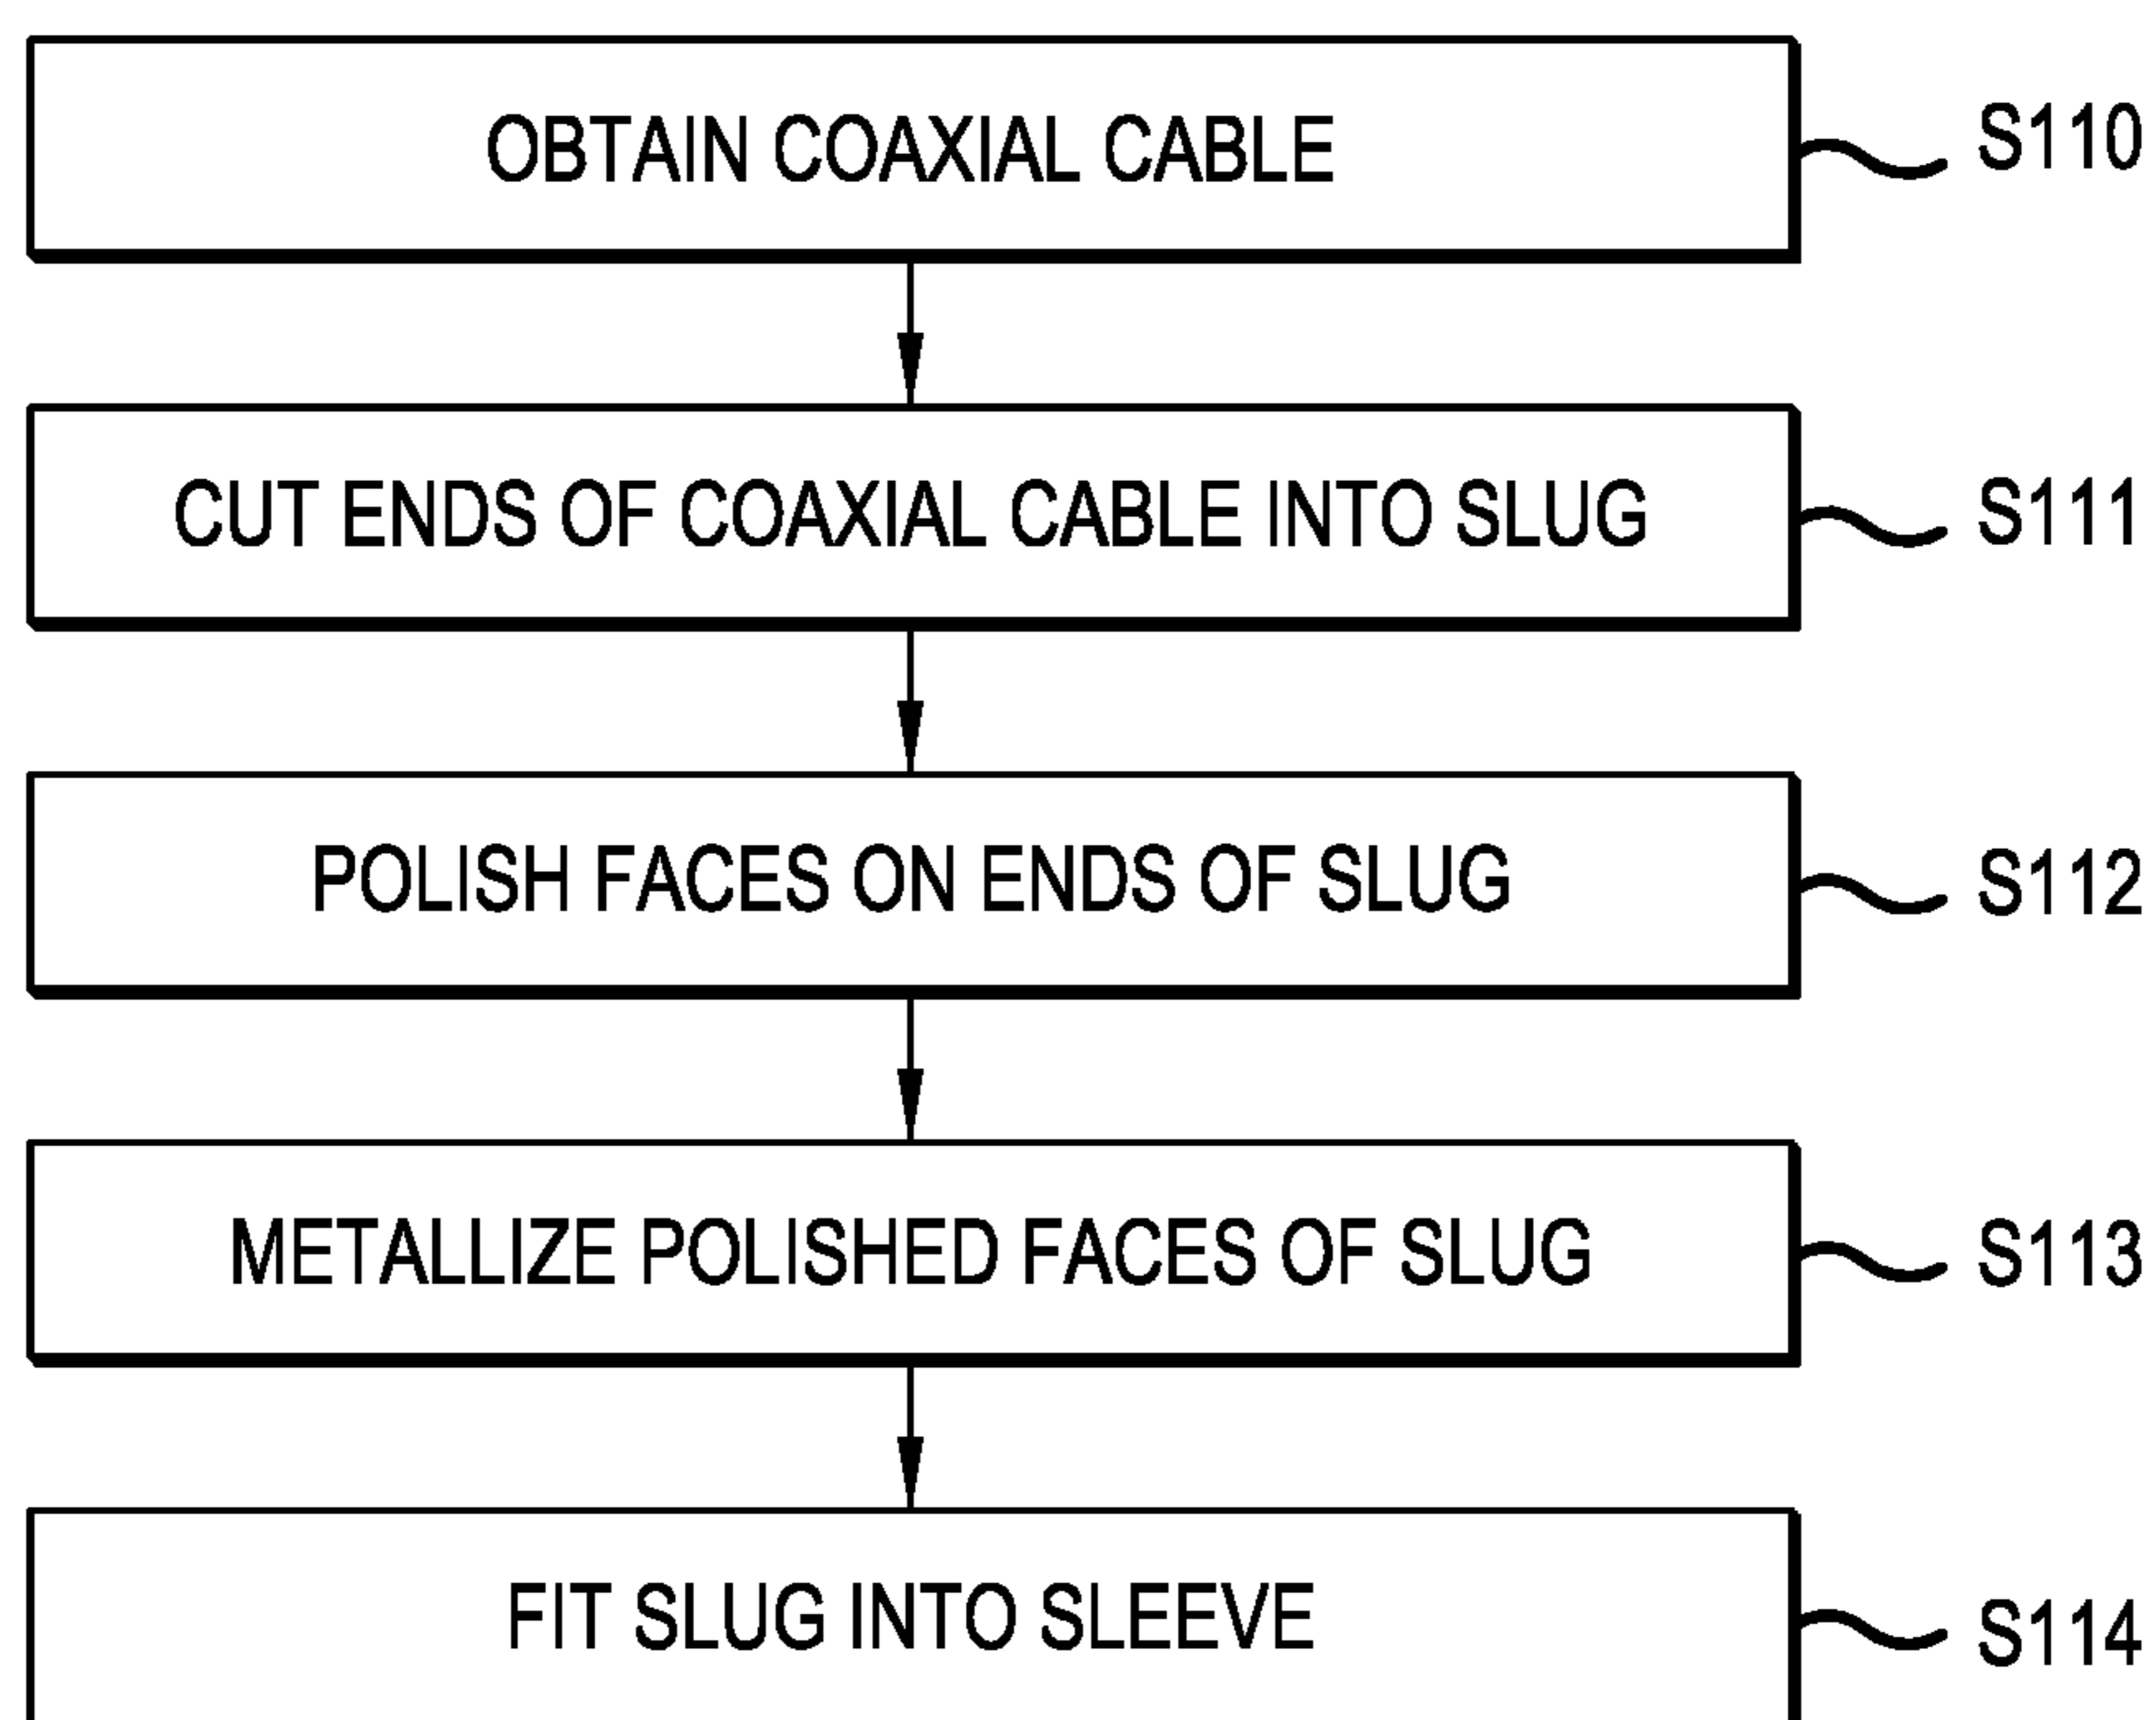 OBTAIN COAXIAL CABLE
S110
CUT ENDS OF COAXIAL CABLE INTO SLUG
S111
POLISH FACES ON ENDS OF SLUG
S112
METALLIZE POLISHED FACES OF SLUG
S113
FIT SLUG INTO SLEEVE
S114